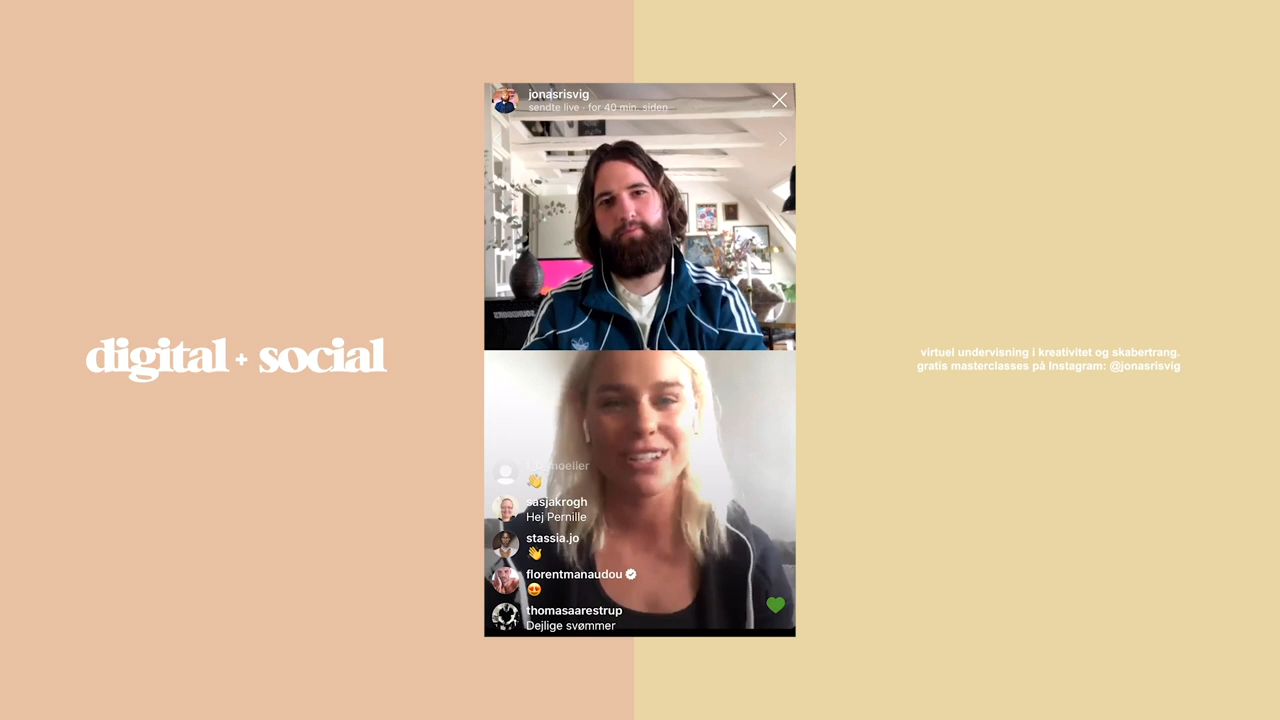 jonasrisvig
sendte live · for 40 min. siden
digital + social
virtuel undervisning i kreativitet og skabertrang.
gratis masterclasses på Instagram: @jonasrisvig
moeller
👋
sasjakrogh
Hej Pernille
stassia.jo
👋
florentmanaudou
😍
thomasaarestrup
Dejlige svømmer